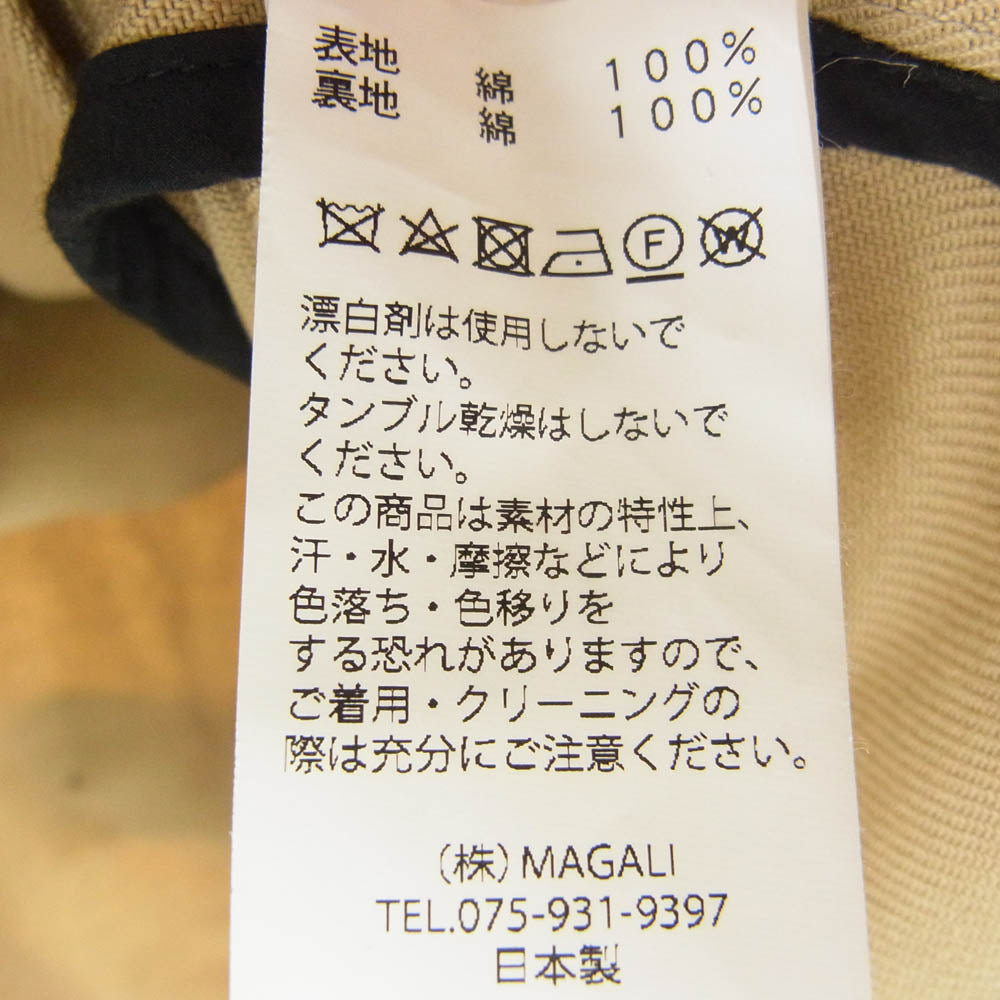 表地 綿 100%
裏地 綿 100%
F W
漂白剤は使用しないで
ください。
タンブル乾燥はしないで
ください。
この商品は素材の特性上、
汗・水・摩擦などにより
色落ち・色移りを
する恐れがありますので、
ご着用・クリーニングの
際は充分にご注意ください。
(株) MAGALI
TEL.075-931-9397
日本製